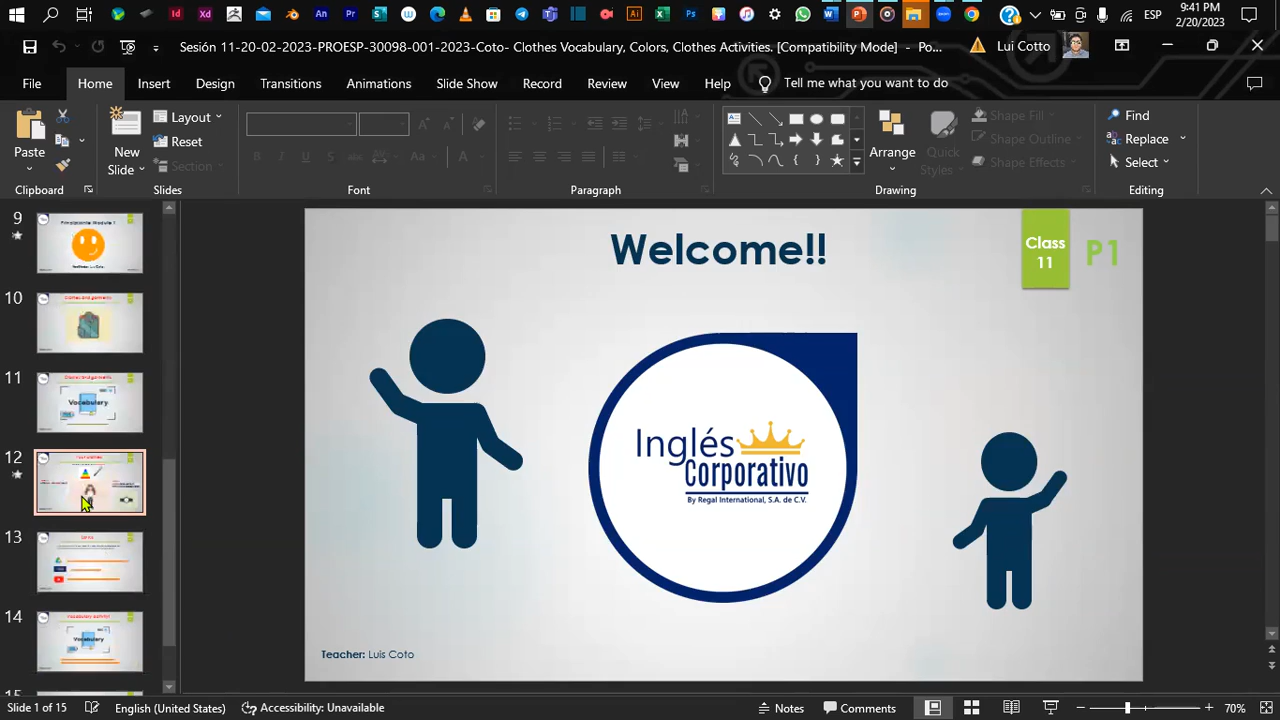 9:41 PM
ESP
2/20/2023
Sesión 11-20-02-2023-PROESP-30098-001-2023-Coto- Clothes Vocabulary, Colors, Clothes Activities. [Compatibility Mode] - Po...
Lui Cotto
File Home Insert Design Transitions Animations Slide Show Record Review View Help Tell me what you want to do
Paste
New Slide
Layout
Reset
Section
Arrange
Quick Styles
Shape Fill
Shape Outline
Shape Effects
Find
Replace
Select
Clipboard Slides Font Paragraph Drawing Editing
9
10
11
Vocabulary
12
13
14
Vocabulary
Welcome!!
Class
11
P1
Inglés
Corporativo
By Regal International, S.A. de C.V.
Teacher: Luis Coto
Slide 1 of 15 English (United States) Accessibility: Unavailable Notes Comments 70%